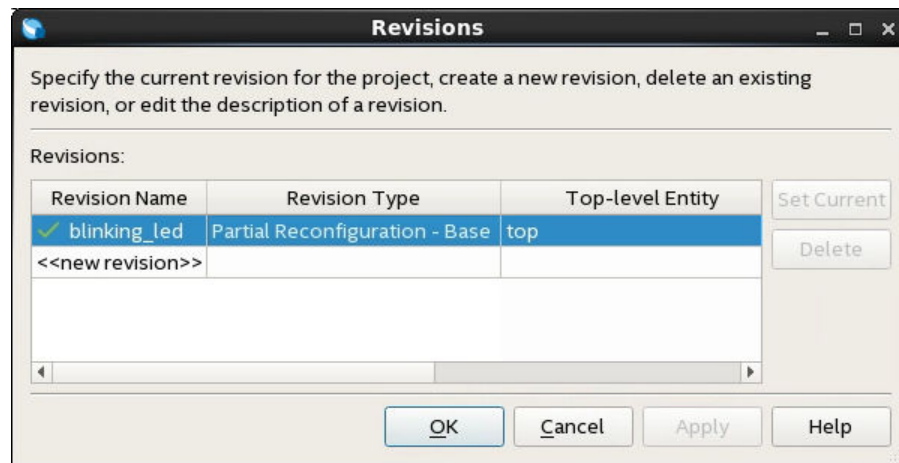 Revisions
Specify the current revision for the project, create a new revision, delete an existing
revision, or edit the description of a revision.
Revisions:
Revision Name Revision Type Top-level Entity
blinking_led Partial Reconfiguration - Base top
<<new revision>>
Set Current
Delete
OK Cancel Apply Help